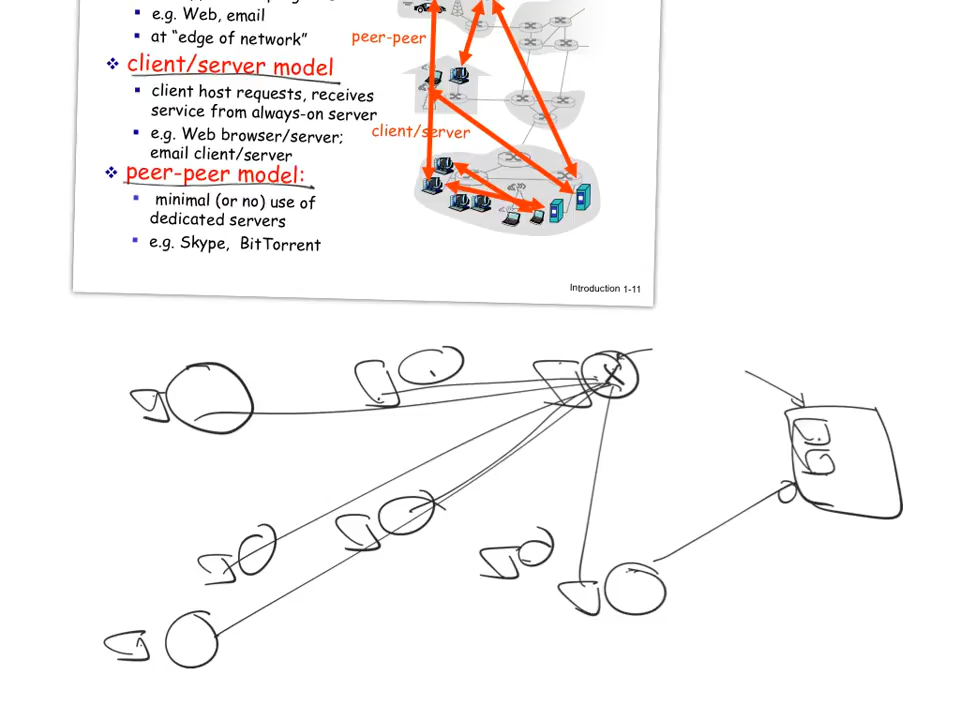 e.g. Web, email
at “edge of network”
peer-peer
client/server model
client host requests, receives
service from always-on server
e.g. Web browser/server;
email client/server
client/server
peer-peer model:
minimal (or no) use of
dedicated servers
e.g. Skype, BitTorrent
Introduction 1-11